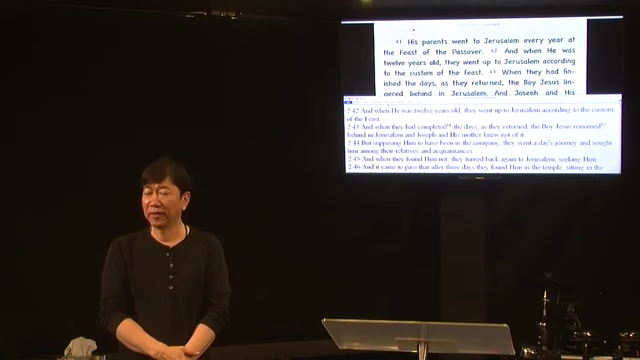 41 His parents went to Jerusalem every year at
the Feast of the Passover. 42 And when He was
twelve years old, they went up to Jerusalem according
to the custom of the feast. 43 When they had fin-
ished the days, as they returned, the Boy Jesus lin-
gered behind in Jerusalem. And Joseph and His
2:42 And when He was twelve years old, they went up to Jerusalem according to the custom
of the Feast
2:43 And when they had completed the days, as they returned, the Boy Jesus remained
behind in Jerusalem and Joseph and His mother knew not of it
2:44 But supposing Him to have been in the company, they went a day's journey and sought
him among their relatives and acquaintances
2:45 And when they found Him not, they turned back again to Jerusalem, seeking Him
2:46 And it came to pass that after three days they found Him in the temple, sitting in the